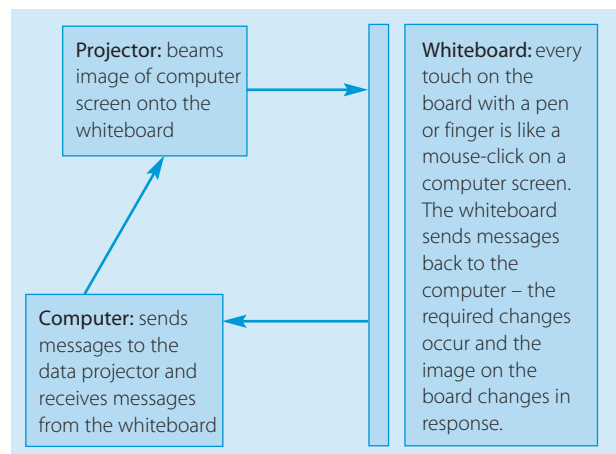 Projector: beams
image of computer
screen onto the
whiteboard
Whiteboard: every
touch on the
board with a pen
or finger is like a
mouse-click on a
computer screen.
The whiteboard
sends messages
back to the
computer – the
required changes
occur and the
image on the
board changes in
response.
Computer: sends
messages to the
data projector and
receives messages
from the whiteboard